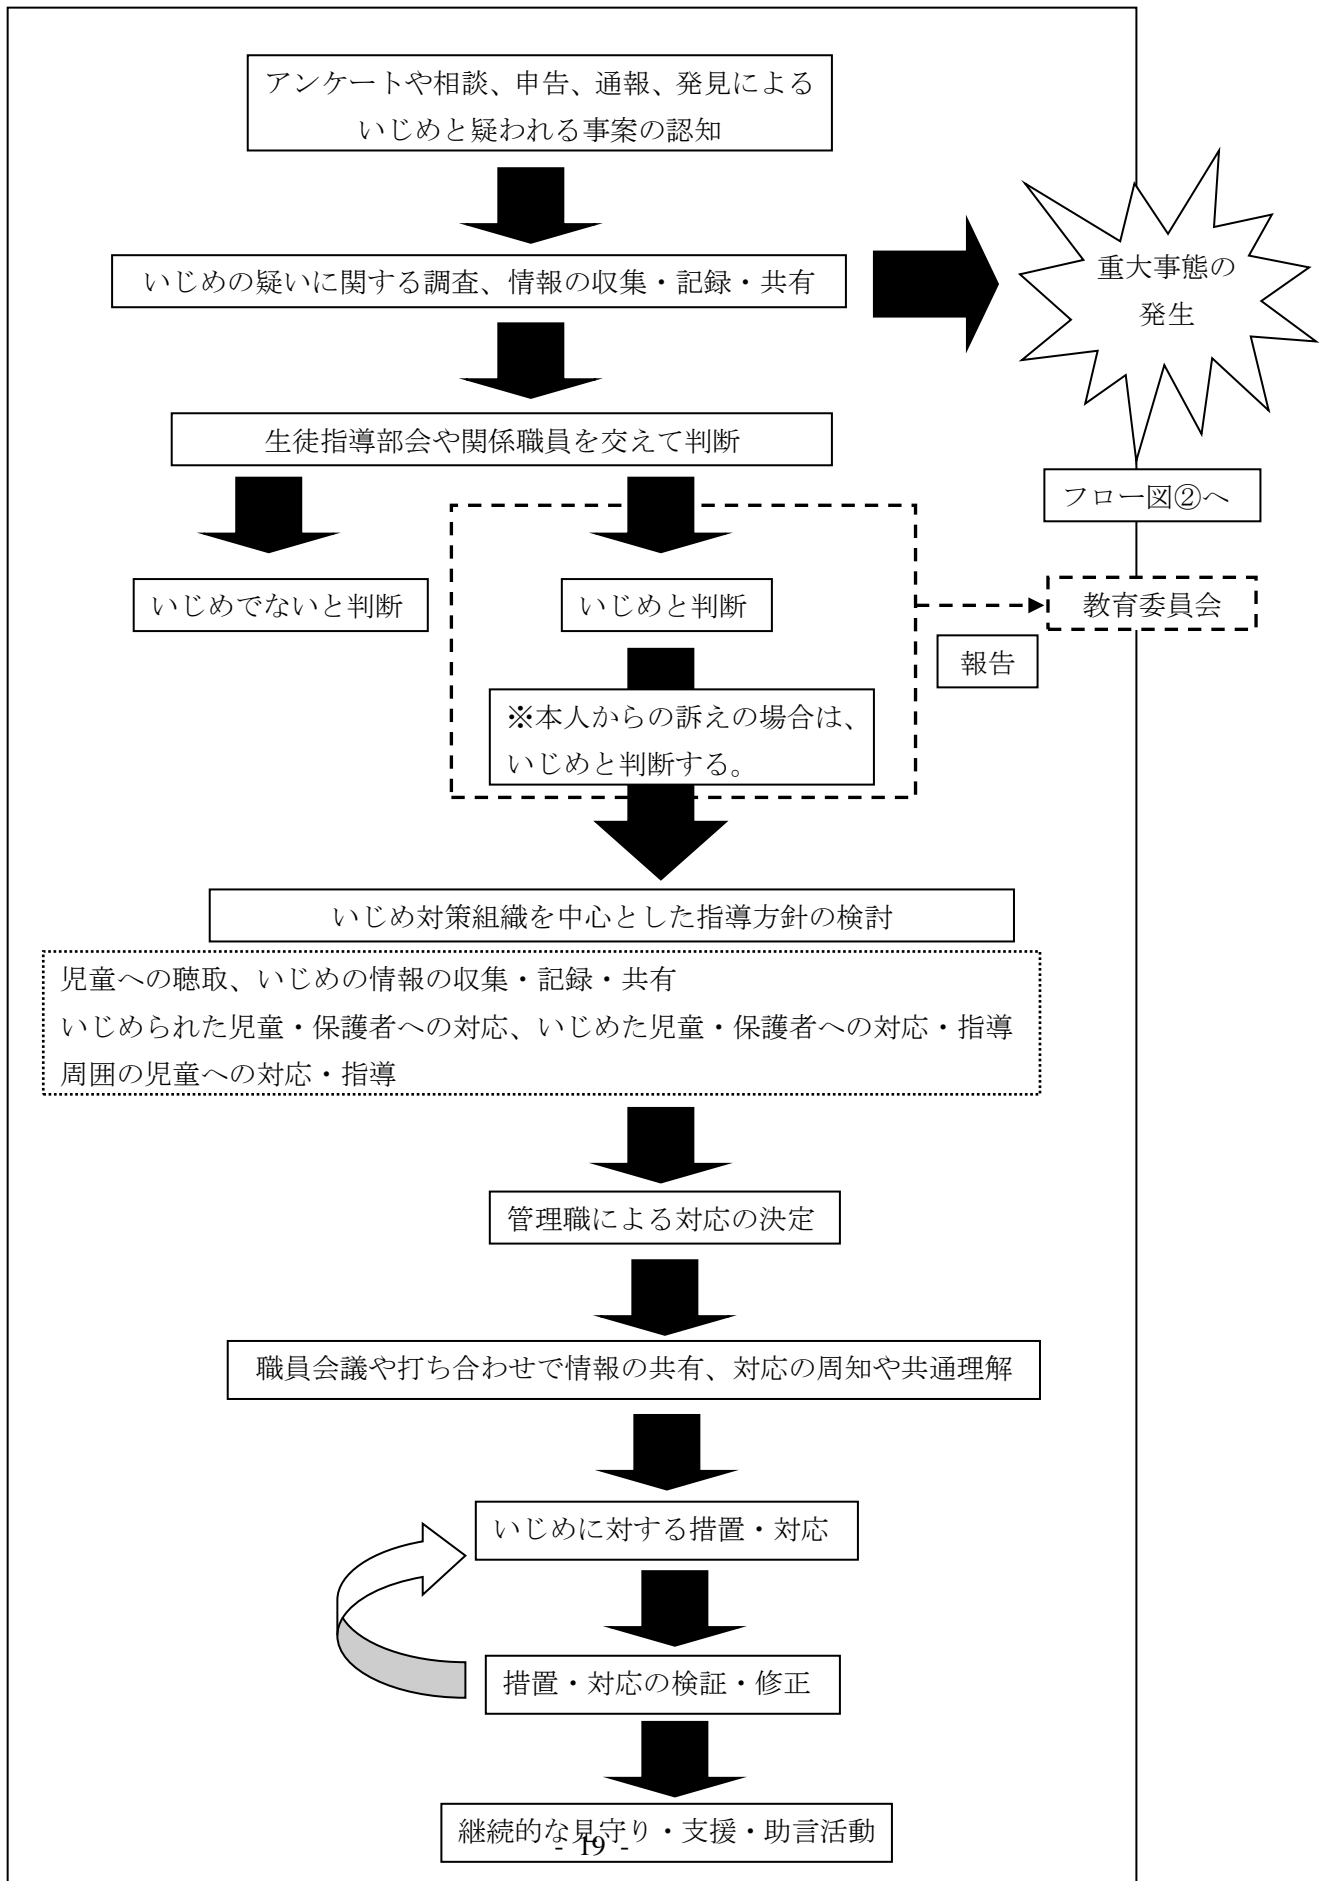 アンケートや相談、申告、通報、発見による
いじめと疑われる事案の認知
いじめの疑いに関する調査、情報の収集・記録・共有
重大事態の
発生
生徒指導部会や関係職員を交えて判断
フロー図②へ
いじめでないと判断
いじめと判断
教育委員会
報告
※本人からの訴えの場合は、
いじめと判断する。
いじめ対策組織を中心とした指導方針の検討
児童への聴取、いじめの情報の収集・記録・共有
いじめられた児童・保護者への対応、いじめた児童・保護者への対応・指導
周囲の児童への対応・指導
管理職による対応の決定
職員会議や打ち合わせで情報の共有、対応の周知や共通理解
いじめに対する措置・対応
措置・対応の検証・修正
継続的な見守り・支援・助言活動
- 19 -